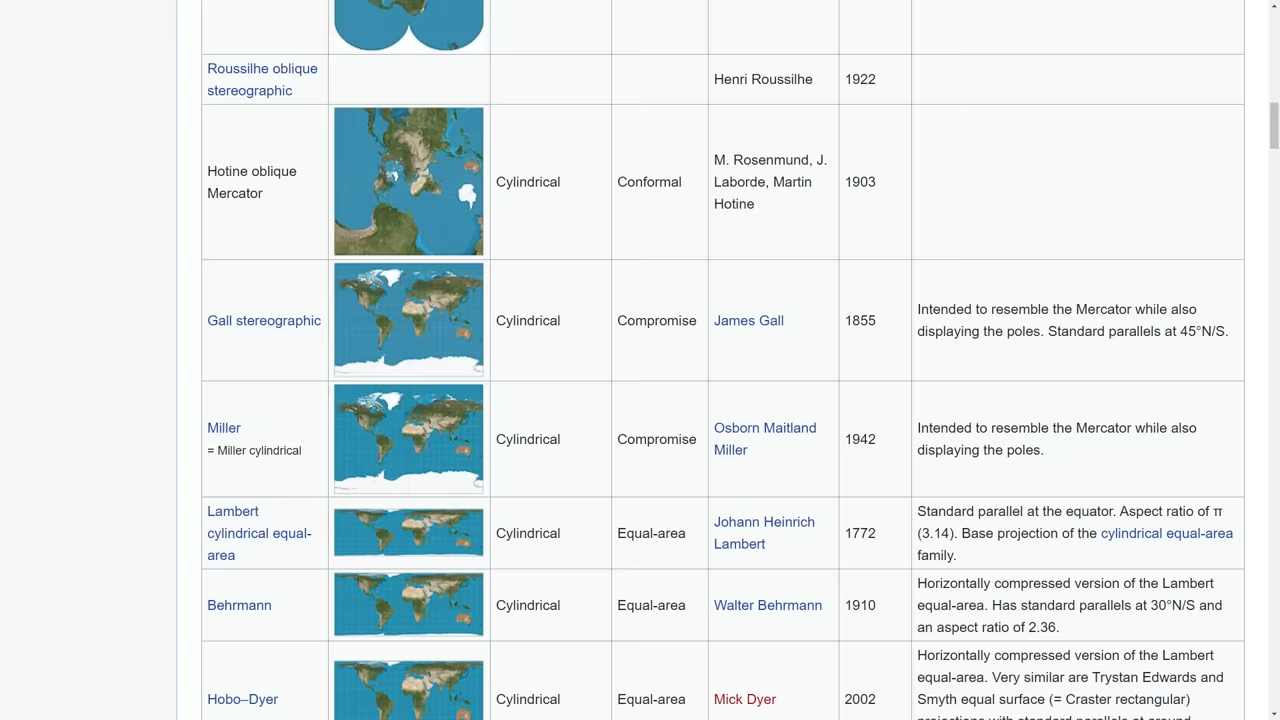 Roussilhe oblique
stereographic
Henri Roussilhe
1922
Hotine oblique
Mercator
Cylindrical
Conformal
M. Rosenmund, J.
Laborde, Martin
Hotine
1903
Gall stereographic
Cylindrical
Compromise
James Gall
1855
Intended to resemble the Mercator while also
displaying the poles. Standard parallels at 45°N/S.
Miller
= Miller cylindrical
Cylindrical
Compromise
Osborn Maitland
Miller
1942
Intended to resemble the Mercator while also
displaying the poles.
Lambert
cylindrical equal-
area
Cylindrical
Equal-area
Johann Heinrich
Lambert
1772
Standard parallel at the equator. Aspect ratio of π
(3.14). Base projection of the cylindrical equal-area
family.
Behrmann
Cylindrical
Equal-area
Walter Behrmann
1910
Horizontally compressed version of the Lambert
equal-area. Has standard parallels at 30°N/S and
an aspect ratio of 2.36.
Hobo–Dyer
Cylindrical
Equal-area
Mick Dyer
2002
Horizontally compressed version of the Lambert
equal-area. Very similar are Trystan Edwards and
Smyth equal surface (= Craster rectangular)
projections with standard parallels at around